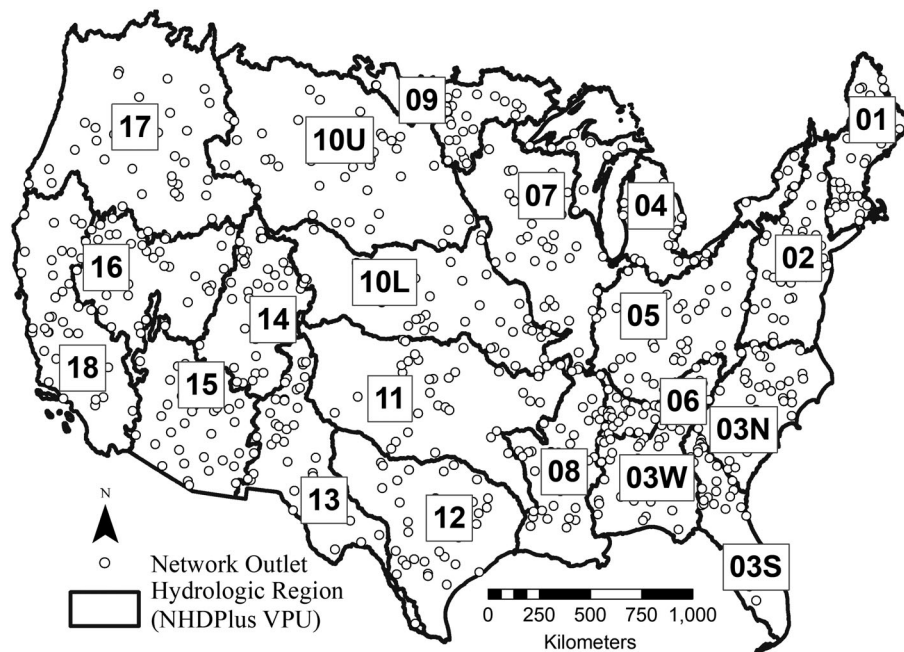 09
01
17
10U
07
04
02
16
10L
14
05
18
15
11
06
03N
08
03W
13
12
03S
N
Network Outlet
Hydrologic Region
(NHDPlus VPU)
0 250 500 750 1,000
Kilometers